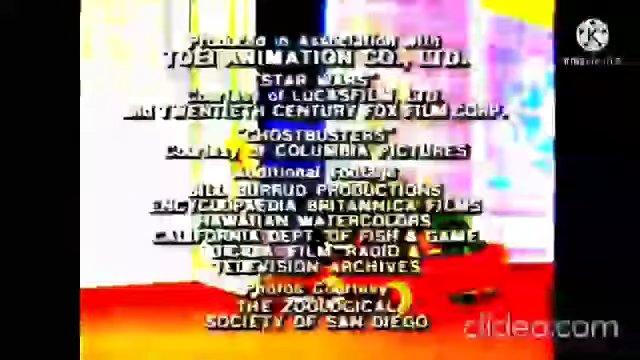 Produced in Association with
TOEI ANIMATION CO., LTD.
"STAR WARS"
Courtesy of LUCASFILM, LTD.
and TWENTIETH CENTURY FOX FILM CORP.
"GHOSTBUSTERS"
Courtesy of COLUMBIA PICTURES
Additional Footage
BILL BURRUD PRODUCTIONS
ENCYCLOPAEDIA BRITANNICA FILMS
HAWAIIAN WATERCOLORS
CALIFORNIA DEPT. OF FISH & GAME
FILM, RADIO &
TELEVISION ARCHIVES
Photos Courtesy
THE ZOOLOGICAL
SOCIETY OF SAN DIEGO
clideo.com